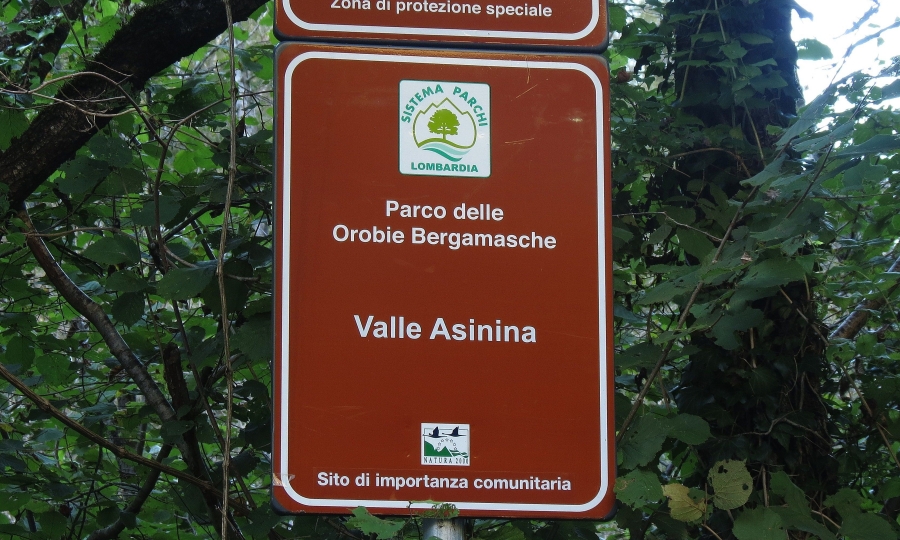 Zona di protezione speciale
SISTEMA PARCHI
LOMBARDIA
Parco delle
Orobie Bergamasche
Valle Asinina
NATURA 2000
Sito di importanza comunitaria